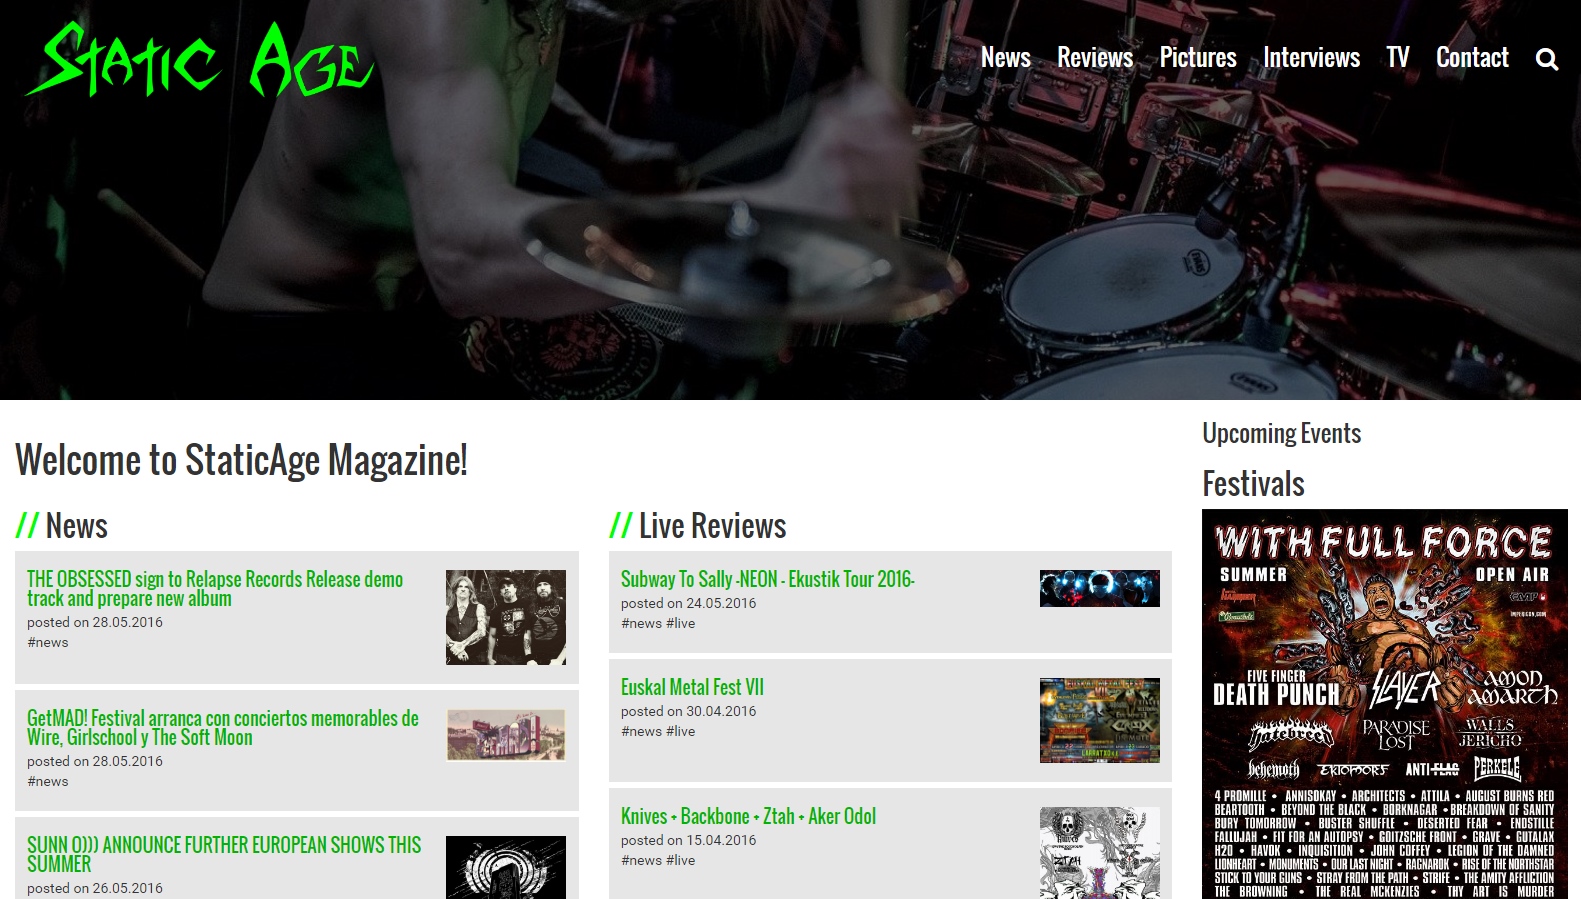 Static Age
News Reviews Pictures Interviews TV Contact
Welcome to StaticAge Magazine!
// News
THE OBSESSED sign to Relapse Records Release demo
track and prepare new album
posted on 28.05.2016
#news
GetMAD! Festival arranca con conciertos memorables de
Wire, Girlschool y The Soft Moon
posted on 28.05.2016
#news
SUNN O))) ANNOUNCE FURTHER EUROPEAN SHOWS THIS
SUMMER
posted on 26.05.2016
// Live Reviews
Subway To Sally -NEON - Ekustik Tour 2016-
posted on 24.05.2016
#news #live
Euskal Metal Fest VII
posted on 30.04.2016
#news #live
Knives + Backbone + Ztah + Aker Odol
posted on 15.04.2016
#news #live
Upcoming Events
Festivals
WITH FULL FORCE
SUMMER OPEN AIR
EMP
IMPERICON.COM
FIVE FINGER
DEATH PUNCH SLAYER AMON AMARTH
HATEBREED PARADISE LOST WALLS OF JERICHO
behemoth EKTOMORF ANTI-FLAG PERKELE
4 PROMILLE • ANNISOKAY • ARCHITECTS • ATTILA • AUGUST BURNS RED
BEARTOOTH • BEYOND THE BLACK • BORKNAGAR • BREAKDOWN OF SANITY
BURY TOMORROW • BUSTER SHUFFLE • DESERTED FEAR • ENDSTILLE
FALLUJAH • FIT FOR AN AUTOPSY • GOITZSCHE FRONT • GRAVE • GUTALAX
H2O • HAVOK • INQUISITION • JOHN COFFEY • LEGION OF THE DAMNED
LIONHEART • MONUMENTS • OUR LAST NIGHT • RAGNAROK • RISE OF THE NORTHSTAR
STICK TO YOUR GUNS • STRAY FROM THE PATH • STRIFE • THE AMITY AFFLICTION
THE BROWNING • THE REAL MCKENZIES • THY ART IS MURDER